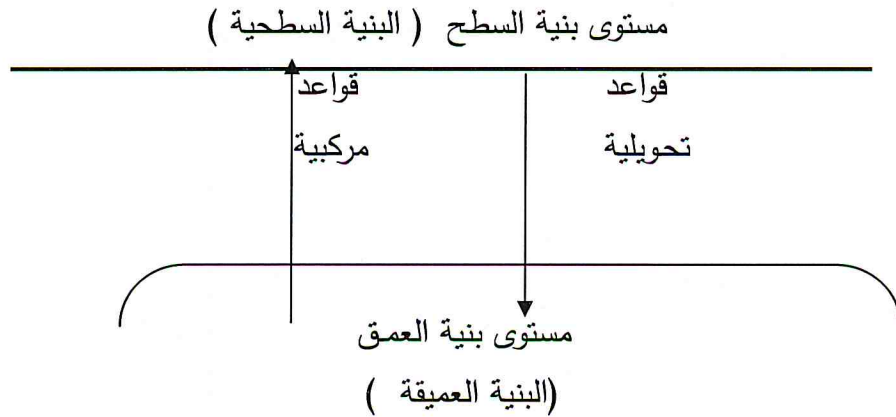 مستوى بنية السطح ( البنية السطحية )
قواعد قواعد
تحويلية مركبية
مستوى بنية العمق
(البنية العميقة )